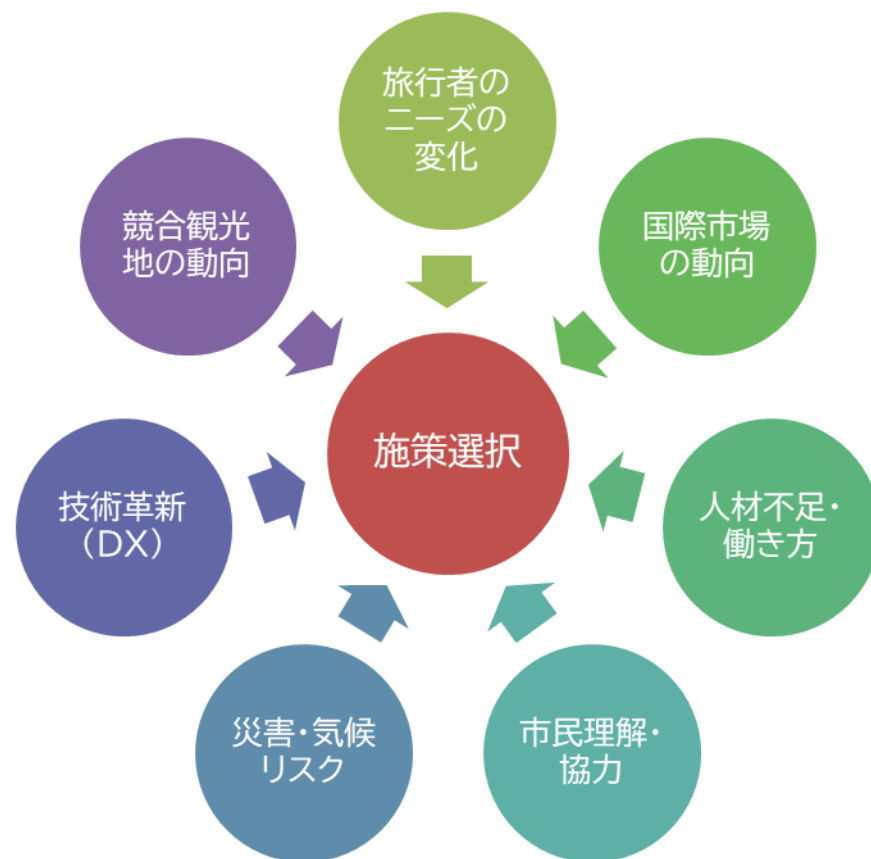 旅行者の
ニーズの
変化
国際市場
の動向
人材不足・
働き方
市民理解・
協力
災害・気候
リスク
技術革新
（DX）
競合観光
地の動向
施策選択